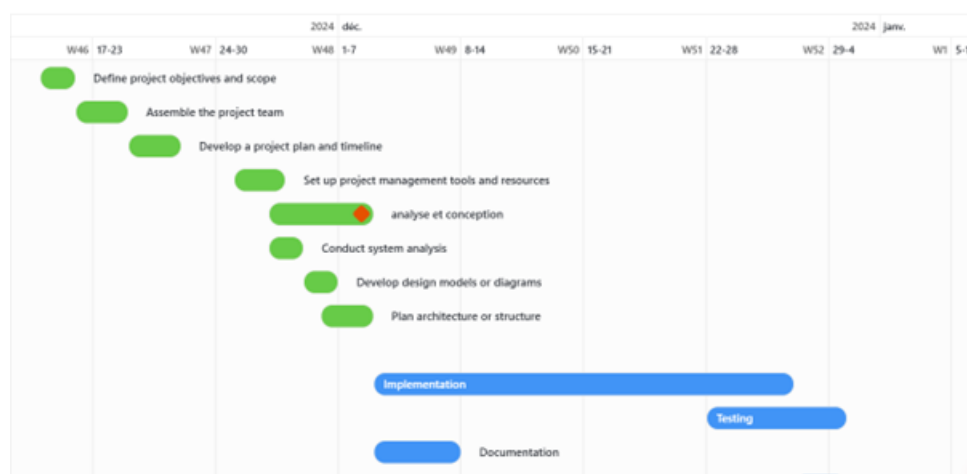 2024 déc. 2024 janv.
W46 17-23 W47 24-30 W48 1-7 W49 8-14 W50 15-21 W51 22-28 W52 29-4 W1 5-1
Define project objectives and scope
Assemble the project team
Develop a project plan and timeline
Set up project management tools and resources
analyse et conception
Conduct system analysis
Develop design models or diagrams
Plan architecture or structure
Implementation
Testing
Documentation